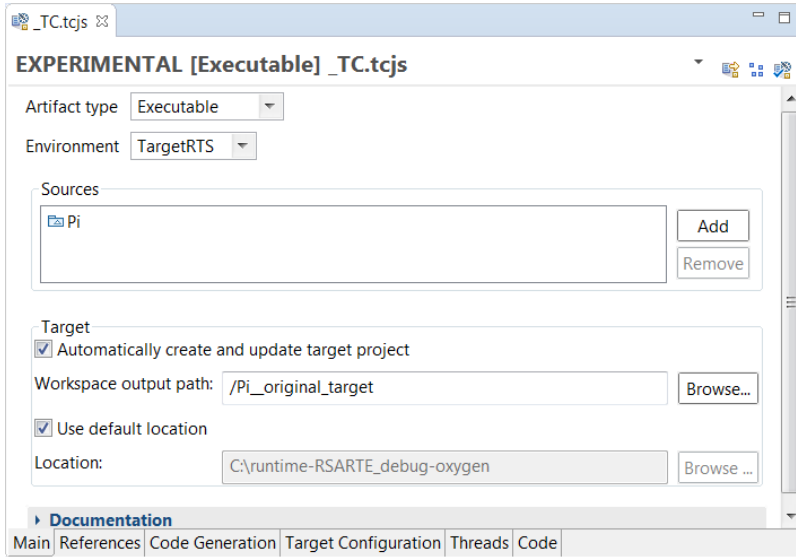 _TC.tcjs
EXPERIMENTAL [Executable] _TC.tcjs
Artifact type Executable
Environment TargetRTS
Sources
Pi
Add
Remove
Target
Automatically create and update target project
Workspace output path: /Pi__original_target Browse...
Use default location
Location: C:\runtime-RSARTE_debug-oxygen Browse ...
Documentation
Main References Code Generation Target Configuration Threads Code